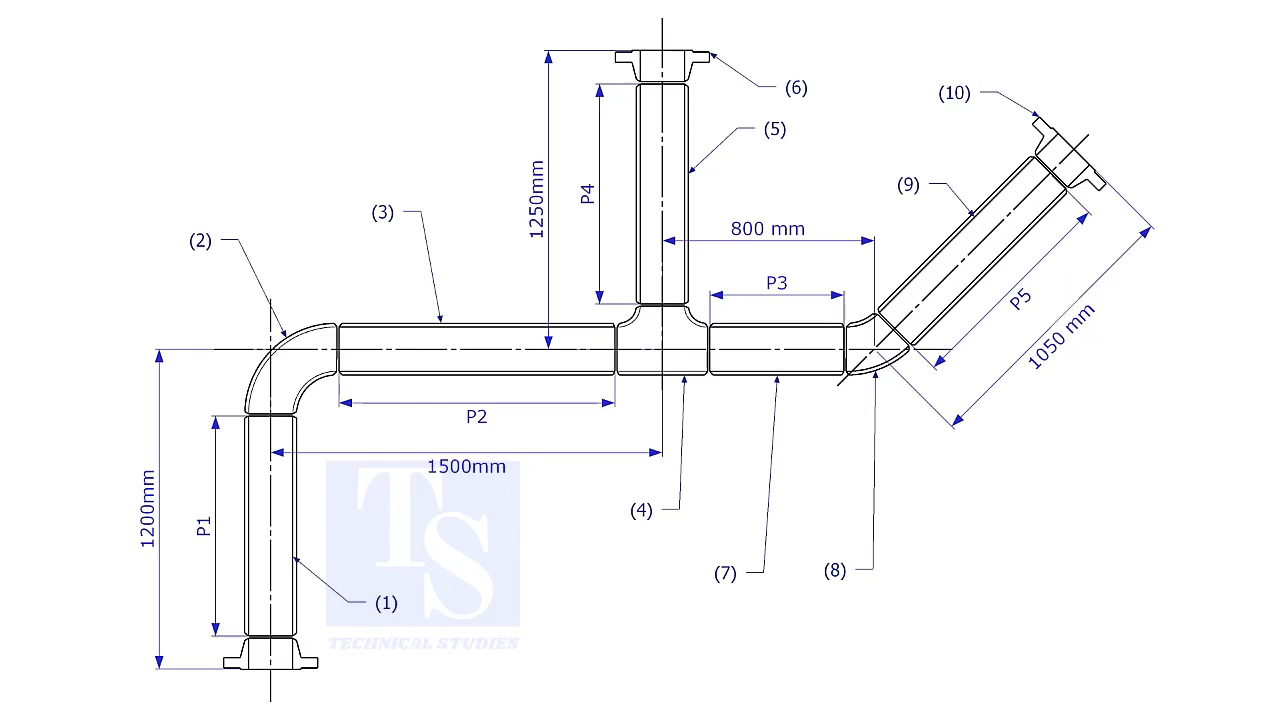 (6)
(10)
(5)
1250mm
P4
(9)
(3)
(2)
800 mm
P3
P5
1050 mm
P2
1500mm
1200mm
P1
(4)
(7)
(8)
(1)
TS
TECHNICAL STUDIES